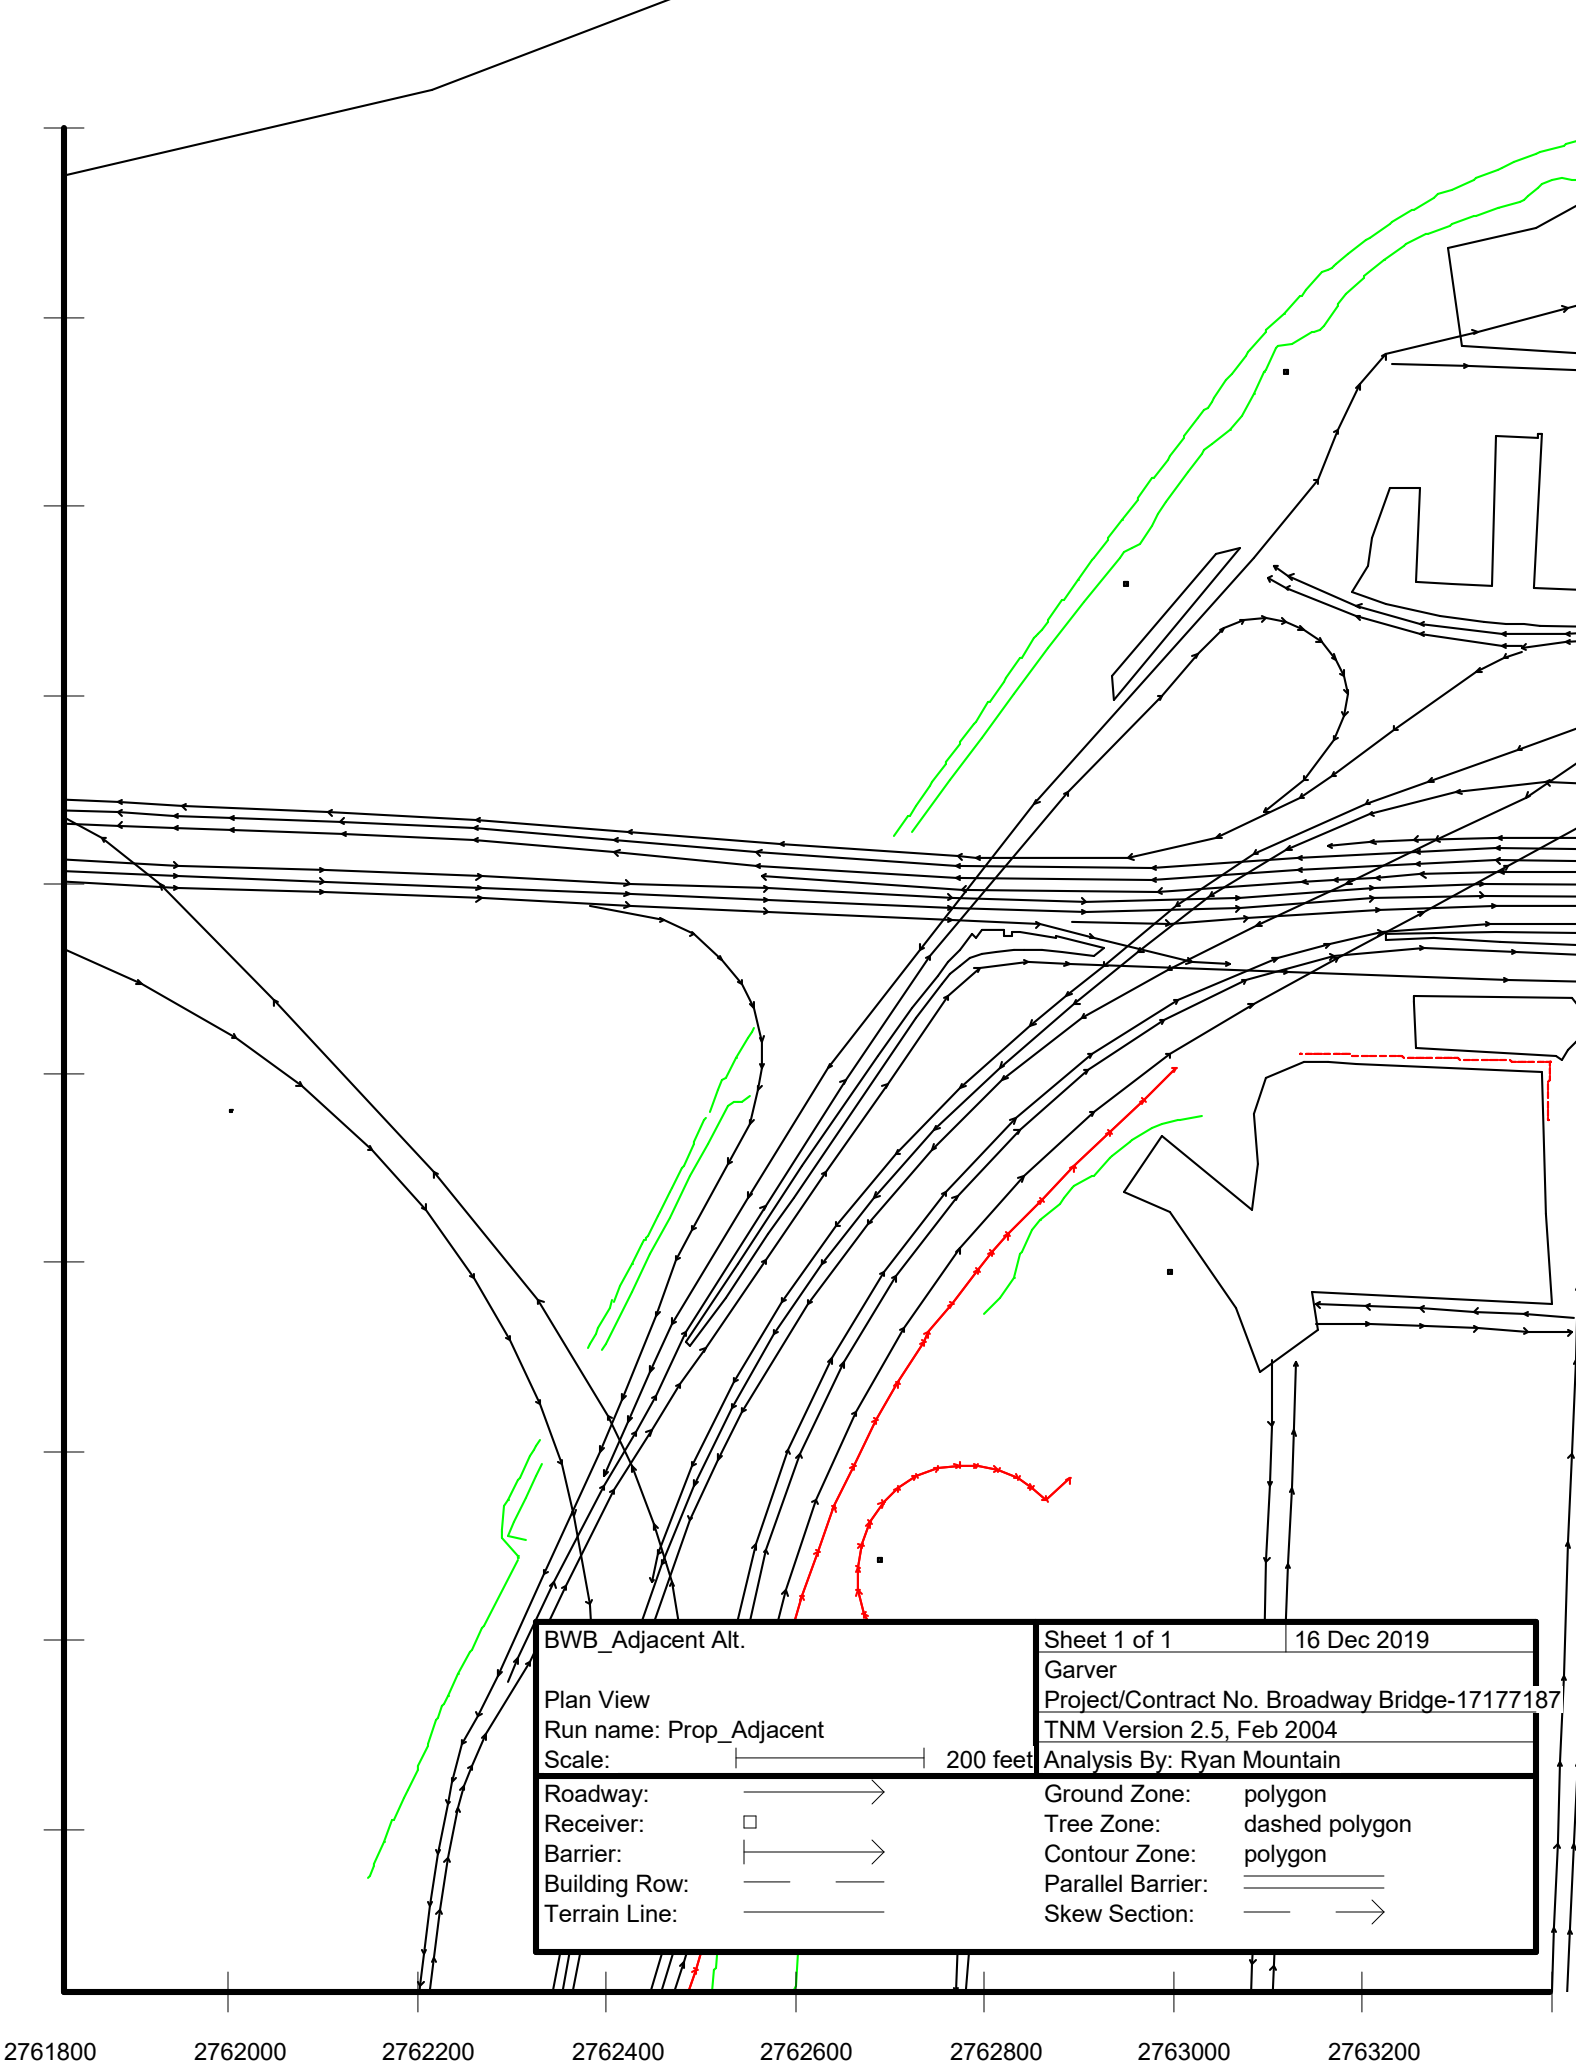 BWB_Adjacent Alt.
Sheet 1 of 1
16 Dec 2019
Garver
Plan View
Project/Contract No. Broadway Bridge-17177187
Run name: Prop_Adjacent
TNM Version 2.5, Feb 2004
Scale:
200 feet
Analysis By: Ryan Mountain
Roadway:
Receiver:
Barrier:
Building Row:
Terrain Line:
Ground Zone: polygon
Tree Zone: dashed polygon
Contour Zone: polygon
Parallel Barrier:
Skew Section:
2761800 2762000 2762200 2762400 2762600 2762800 2763000 2763200